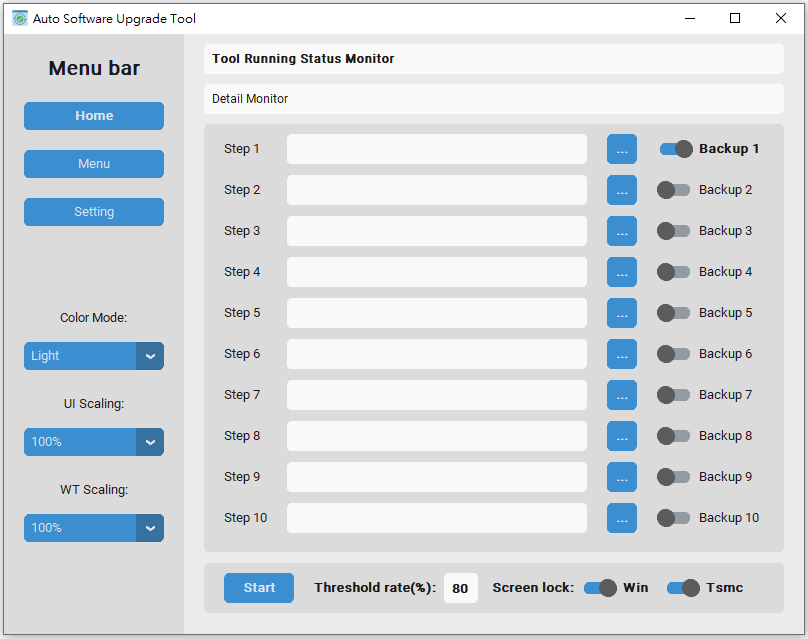 Auto Software Upgrade Tool
Menu bar
Home
Menu
Setting
Color Mode:
Light
UI Scaling:
100%
WT Scaling:
100%
Tool Running Status Monitor
Detail Monitor
Step 1 ... Backup 1
Step 2 ... Backup 2
Step 3 ... Backup 3
Step 4 ... Backup 4
Step 5 ... Backup 5
Step 6 ... Backup 6
Step 7 ... Backup 7
Step 8 ... Backup 8
Step 9 ... Backup 9
Step 10 ... Backup 10
Start Threshold rate(%): 80 Screen lock: Win Tsmc